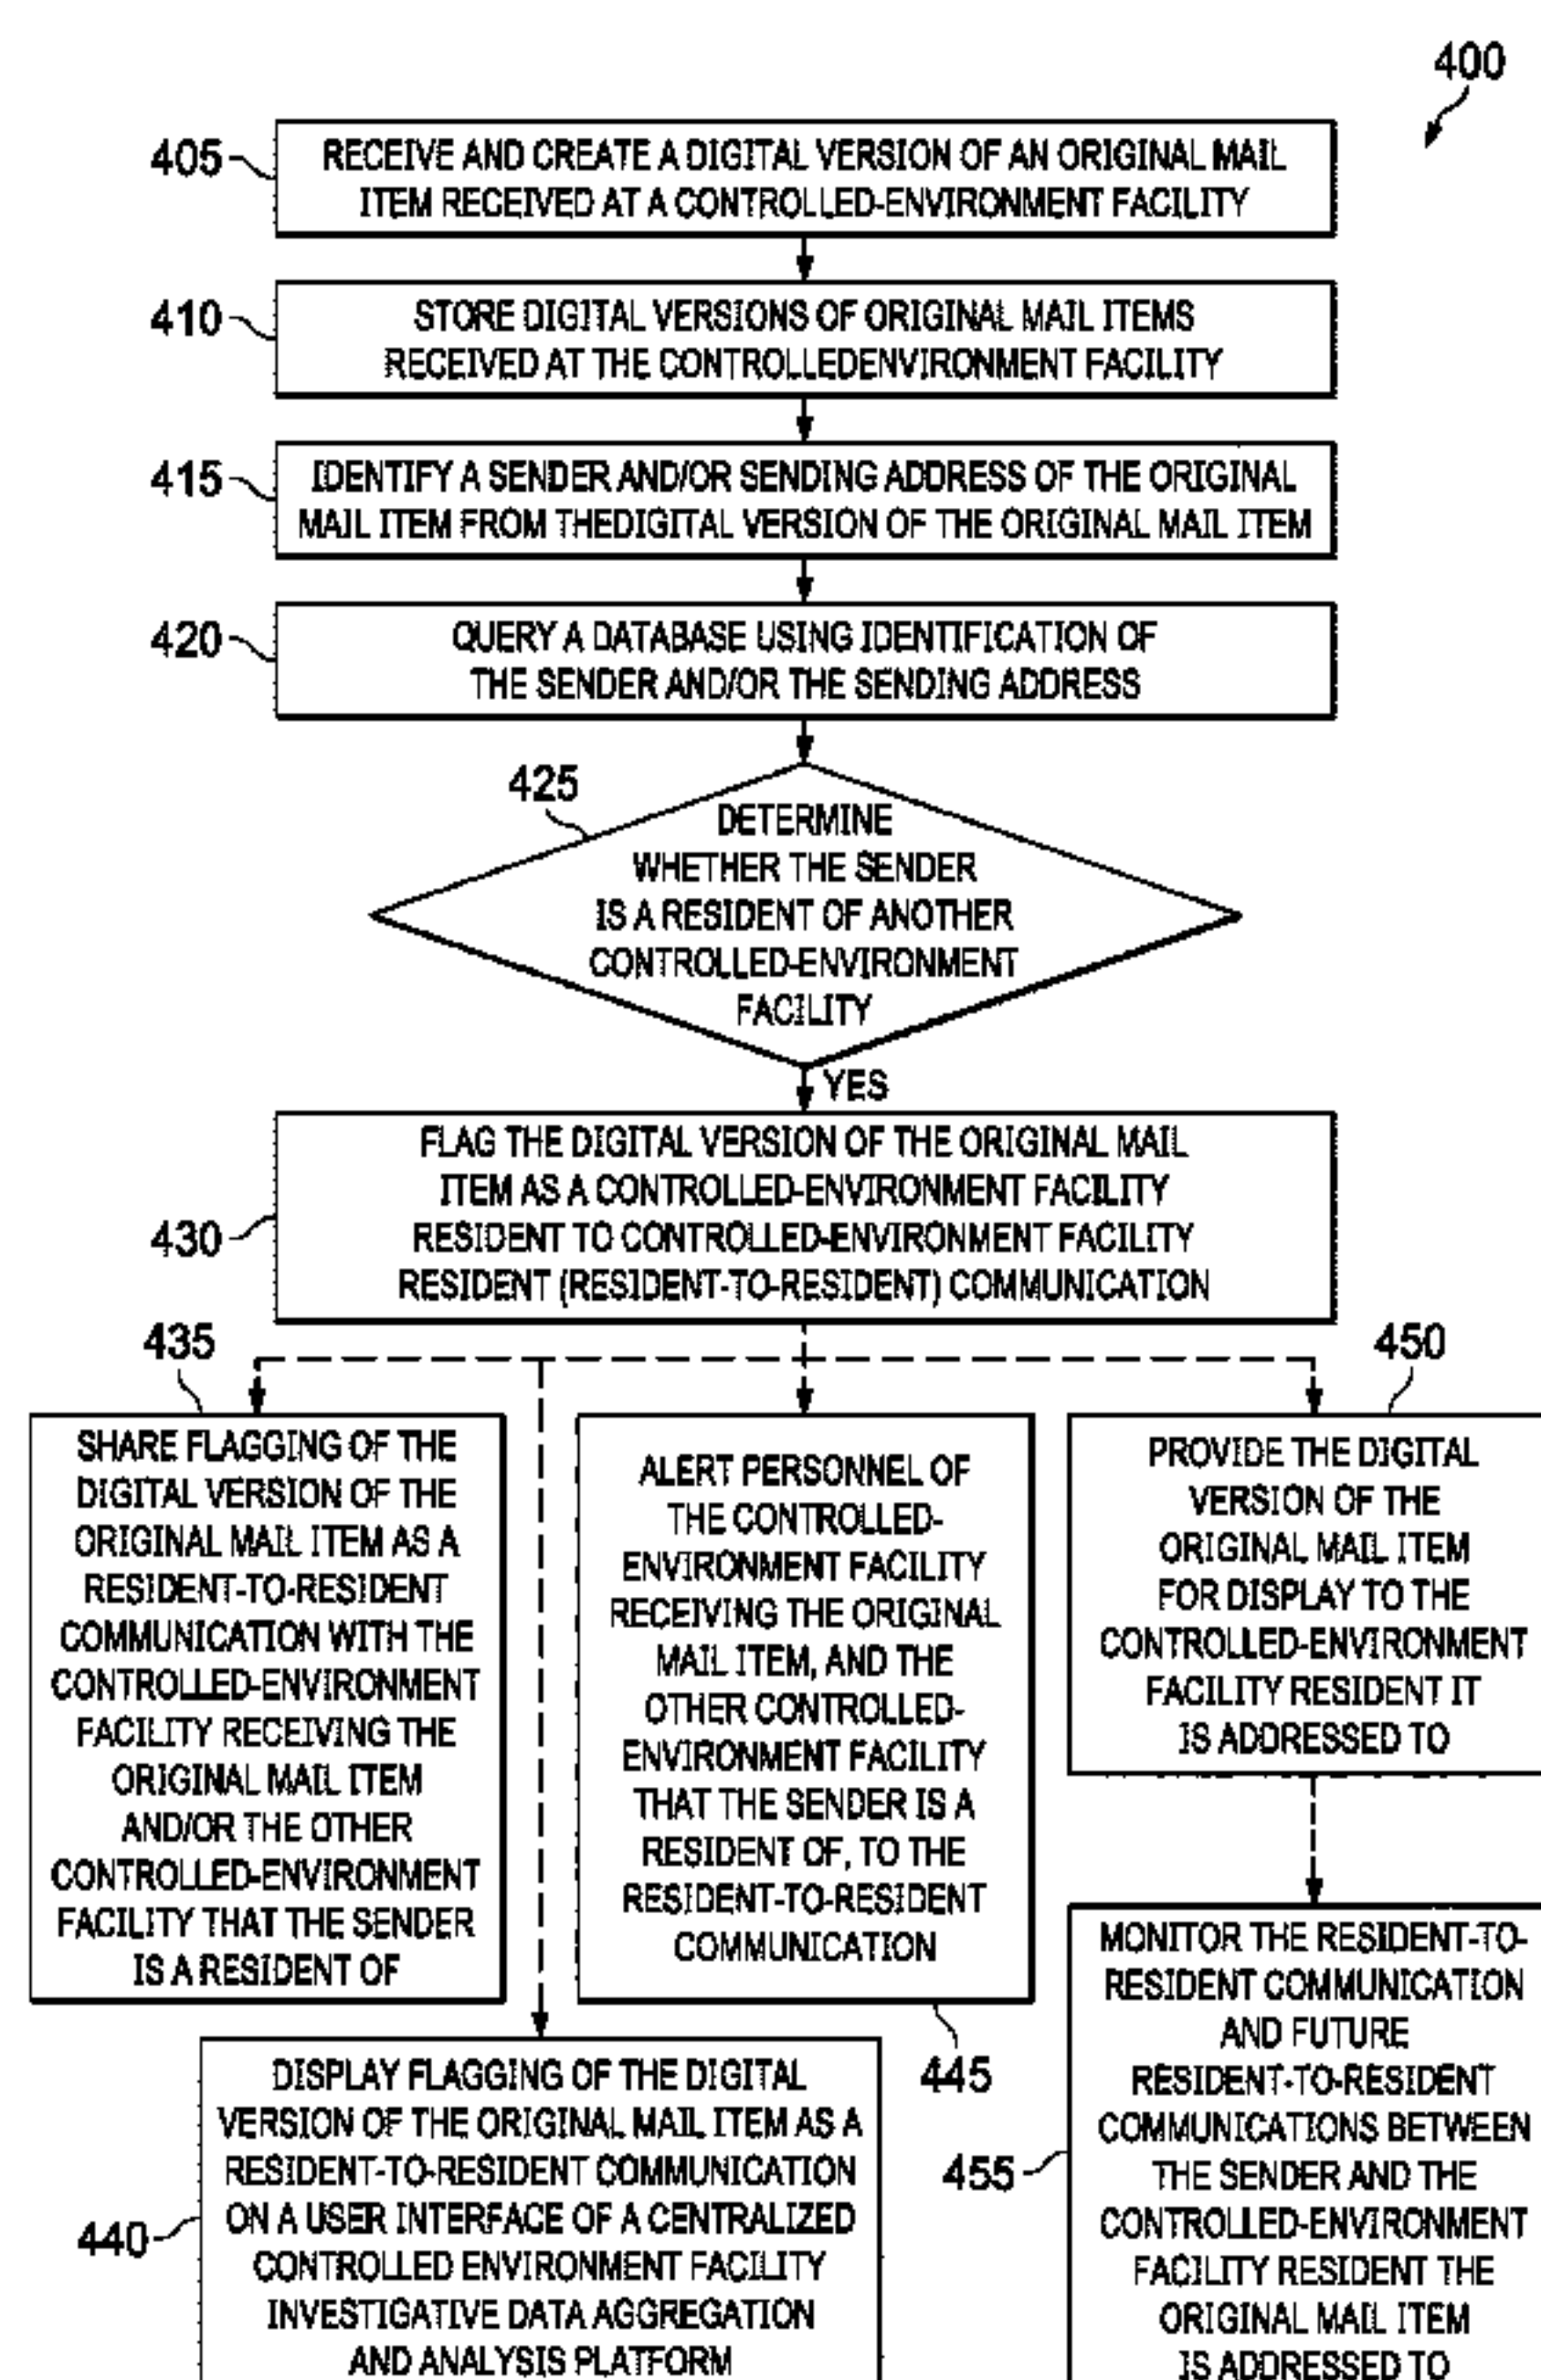 400
405
RECEIVE AND CREATE A DIGITAL VERSION OF AN ORIGINAL MAIL
ITEM RECEIVED AT A CONTROLLED-ENVIRONMENT FACILITY
410
STORE DIGITAL VERSIONS OF ORIGINAL MAIL ITEMS
RECEIVED AT THE CONTROLLEDENVIRONMENT FACILITY
415
IDENTIFY A SENDER AND/OR SENDING ADDRESS OF THE ORIGINAL
MAIL ITEM FROM THEDIGITAL VERSION OF THE ORIGINAL MAIL ITEM
420
QUERY A DATABASE USING IDENTIFICATION OF
THE SENDER AND/OR THE SENDING ADDRESS
425
DETERMINE
WHETHER THE SENDER
IS A RESIDENT OF ANOTHER
CONTROLLED-ENVIRONMENT
FACILITY
YES
430
FLAG THE DIGITAL VERSION OF THE ORIGINAL MAIL
ITEM AS A CONTROLLED-ENVIRONMENT FACILITY
RESIDENT TO CONTROLLED-ENVIRONMENT FACILITY
RESIDENT (RESIDENT-TO-RESIDENT) COMMUNICATION
435
SHARE FLAGGING OF THE
DIGITAL VERSION OF THE
ORIGINAL MAIL ITEM AS A
RESIDENT-TO-RESIDENT
COMMUNICATION WITH THE
CONTROLLED-ENVIRONMENT
FACILITY RECEIVING THE
ORIGINAL MAIL ITEM
AND/OR THE OTHER
CONTROLLED-ENVIRONMENT
FACILITY THAT THE SENDER
IS A RESIDENT OF
ALERT PERSONNEL OF
THE CONTROLLED-
ENVIRONMENT FACILITY
RECEIVING THE ORIGINAL
MAIL ITEM, AND THE
OTHER CONTROLLED-
ENVIRONMENT FACILITY
THAT THE SENDER IS A
RESIDENT OF, TO THE
RESIDENT-TO-RESIDENT
COMMUNICATION
445
450
PROVIDE THE DIGITAL
VERSION OF THE
ORIGINAL MAIL ITEM
FOR DISPLAY TO THE
CONTROLLED-ENVIRONMENT
FACILITY RESIDENT IT
IS ADDRESSED TO
440
DISPLAY FLAGGING OF THE DIGITAL
VERSION OF THE ORIGINAL MAIL ITEM AS A
RESIDENT-TO-RESIDENT COMMUNICATION
ON A USER INTERFACE OF A CENTRALIZED
CONTROLLED ENVIRONMENT FACILITY
INVESTIGATIVE DATA AGGREGATION
AND ANALYSIS PLATFORM
455
MONITOR THE RESIDENT-TO-
RESIDENT COMMUNICATION
AND FUTURE
RESIDENT-TO-RESIDENT
COMMUNICATIONS BETWEEN
THE SENDER AND THE
CONTROLLED-ENVIRONMENT
FACILITY RESIDENT THE
ORIGINAL MAIL ITEM
IS ADDRESSED TO